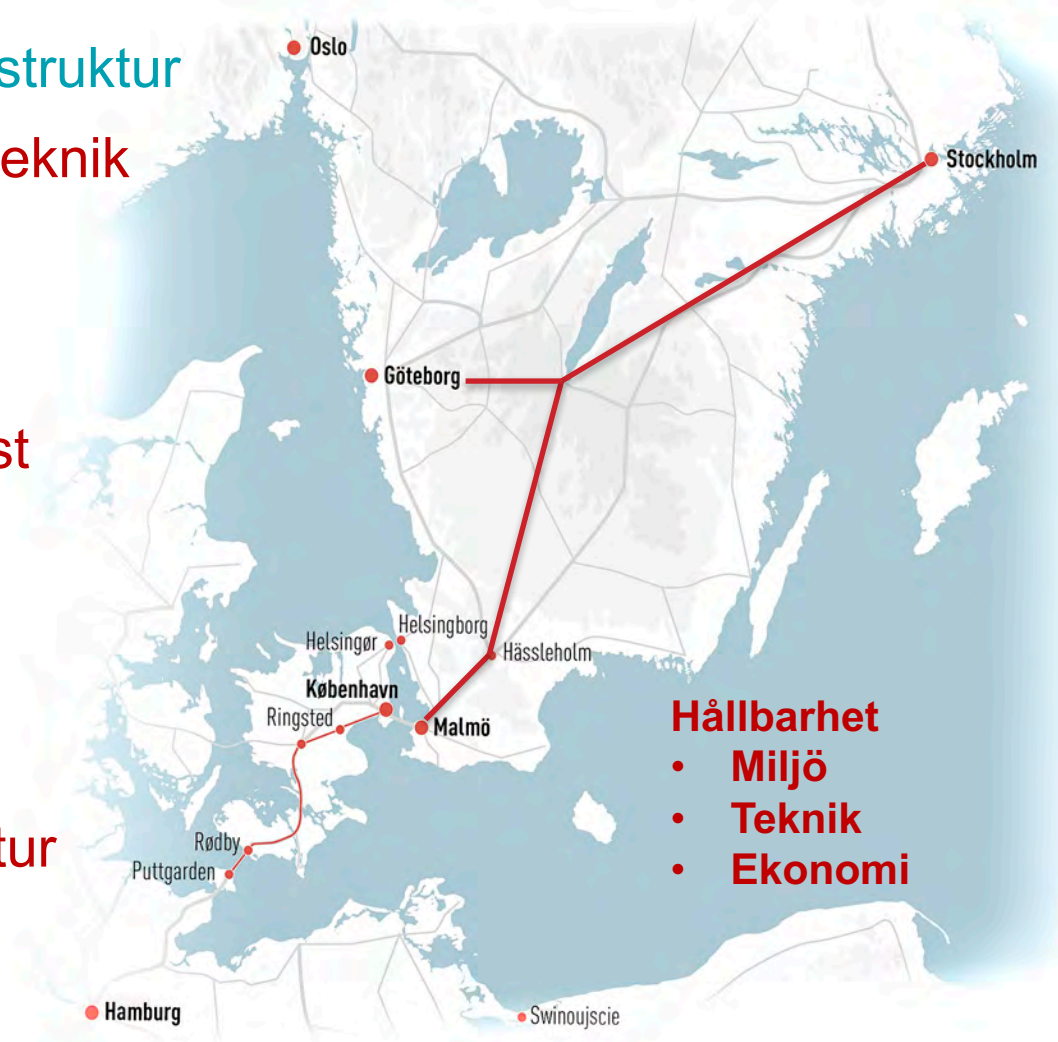 Oslo
struktur
eknik
Stockholm
Göteborg
st
Helsingborg
Helsingør
Hässleholm
København
Ringsted
Malmö
Hållbarhet
• Miljö
• Teknik
• Ekonomi
tur
Rødby
Puttgarden
Hamburg
Swinoujscie